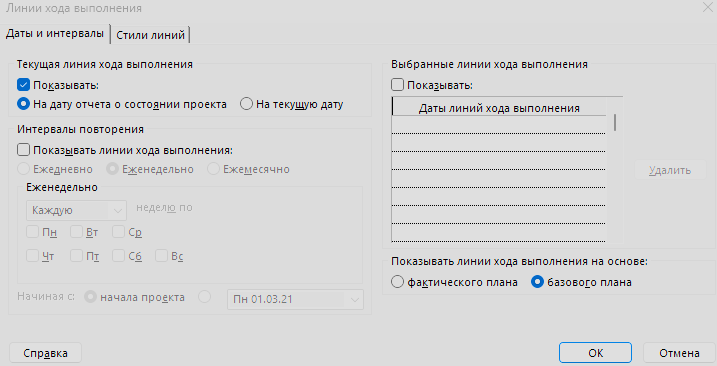 Линии хода выполнения
Даты и интервалы
Стили линий
Текущая линия хода выполнения
Показывать:
На дату отчета о состоянии проекта
На текущую дату
Интервалы повторения
Показывать линии хода выполнения:
Ежедневно
Еженедельно
Ежемесячно
Еженедельно
Каждую
неделю по
Пн
Вт
Ср
Чт
Пт
Сб
Вс
Начиная с:
начала проекта
Пн 01.03.21
Выбранные линии хода выполнения
Показывать:
Даты линий хода выполнения
Удалить
Показывать линии хода выполнения на основе:
фактического плана
базового плана
Справка
ОК
Отмена